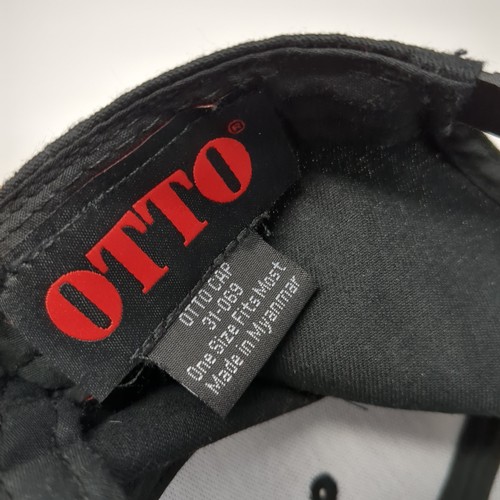 OTTO®
OTTO CAP
31-069
One Size Fits Most
Made in Myanmar